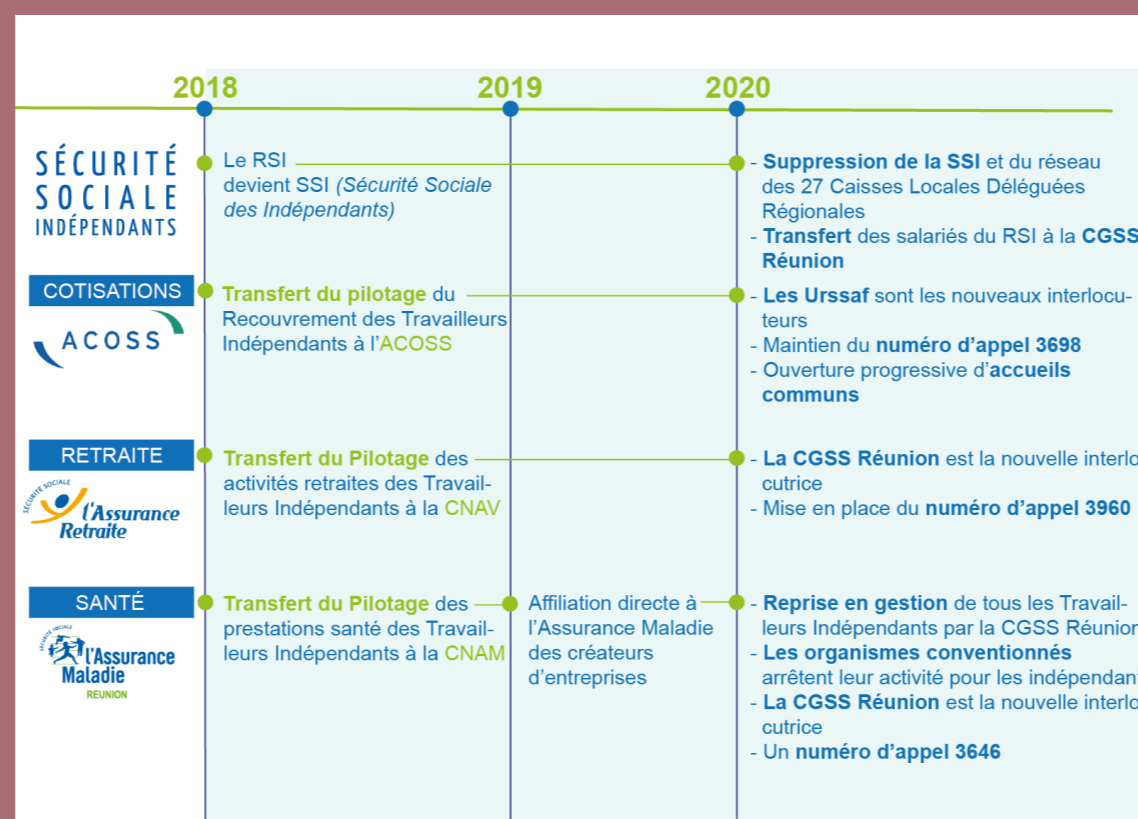 2018
2019
2020
SÉCURITÉ
SOCIALE
INDÉPENDANTS
Le RSI
devient SSI (Sécurité Sociale
des Indépendants)
- Suppression de la SSI et du réseau
des 27 Caisses Locales Déléguées
Régionales
- Transfert des salariés du RSI à la CGSS
Réunion
COTISATIONS
ACOSS
Transfert du pilotage du
Recouvrement des Travailleurs
Indépendants à l'ACOSS
- Les Urssaf sont les nouveaux interlocu-
teurs
- Maintien du numéro d'appel 3698
- Ouverture progressive d'accueils
communs
RETRAITE
SÉCURITÉ SOCIALE
l'Assurance
Retraite
Transfert du Pilotage des
activités retraites des Travail-
leurs Indépendants à la CNAV
- La CGSS Réunion est la nouvelle interlo
cutrice
- Mise en place du numéro d'appel 3960
SANTÉ
SÉCURITÉ SOCIALE
l'Assurance
Maladie
REUNION
Transfert du Pilotage des
prestations santé des Travail-
leurs Indépendants à la CNAM
Affiliation directe à
l'Assurance Maladie
des créateurs
d'entreprises
- Reprise en gestion de tous les Travail-
leurs Indépendants par la CGSS Réunion
- Les organismes conventionnés
arrêtent leur activité pour les indépendant
- La CGSS Réunion est la nouvelle interlo
cutrice
- Un numéro d'appel 3646